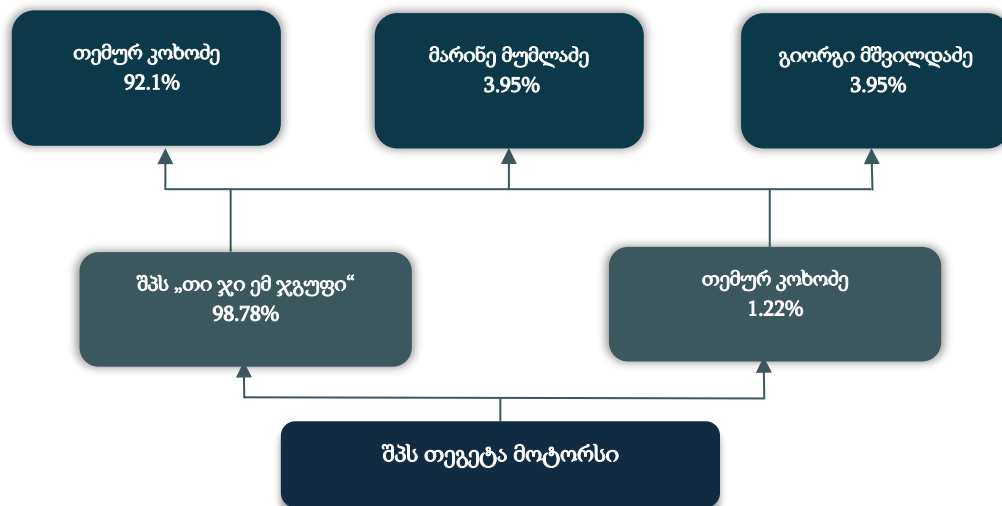 თემურ კოხოძე
92.1%
მარინე მუმლაძე
3.95%
გიორგი მშვილდაძე
3.95%
შპს „თი ჯი ემ ჯგუფი“
98.78%
თემურ კოხოძე
1.22%
შპს თეგეტა მოტორსი